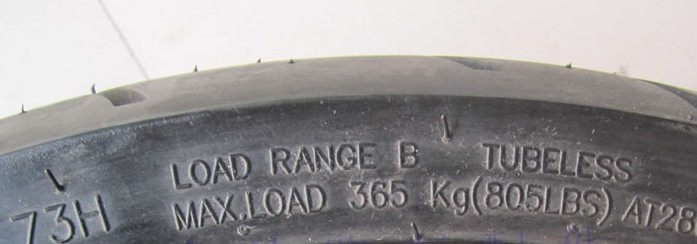 LOAD RANGE B TUBELESS
73H MAX.LOAD 365 Kg(805LBS) AT28